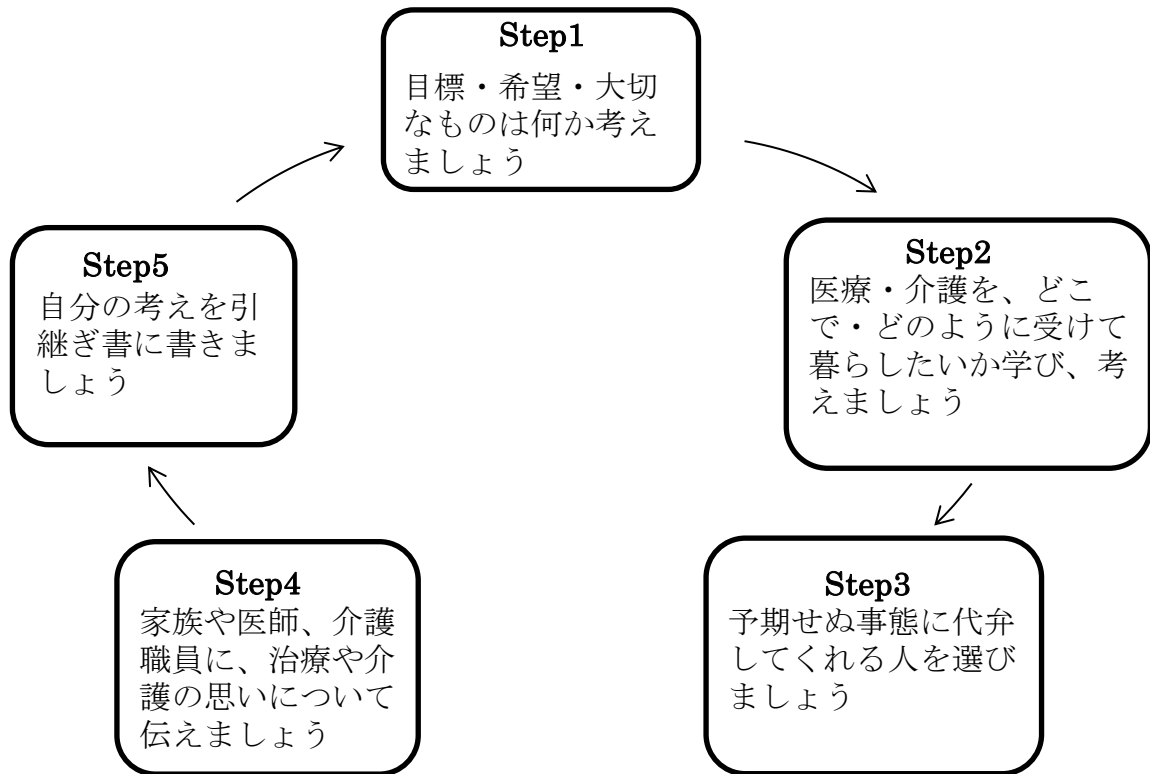 Step1
目標・希望・大切
なものは何か考え
ましょう
Step2
医療・介護を、どこ
で・どのように受けて
暮らしたいか学び、考
えましょう
Step3
予期せぬ事態に代弁
してくれる人を選び
ましょう
Step4
家族や医師、介護
職員に、治療や介
護の思いについて
伝えましょう
Step5
自分の考えを引
継ぎ書に書きま
しょう